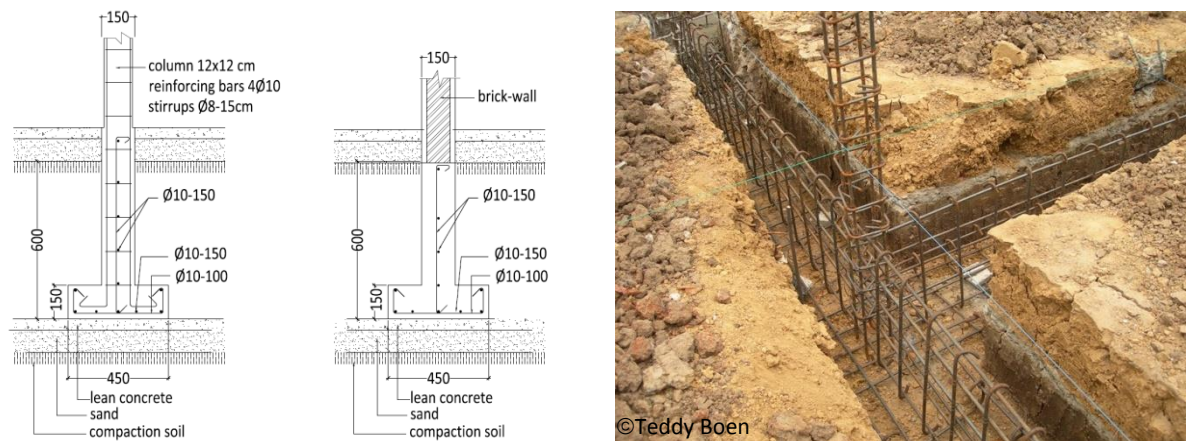 150
column 12x12 cm
reinforcing bars 4Ø10
stirrups Ø8-15cm
Ø10-150
600
Ø10-150
Ø10-100
150
450
lean concrete
sand
compaction soil
150
brick-wall
Ø10-150
600
Ø10-150
Ø10-100
150
450
lean concrete
sand
compaction soil
©Teddy Boen